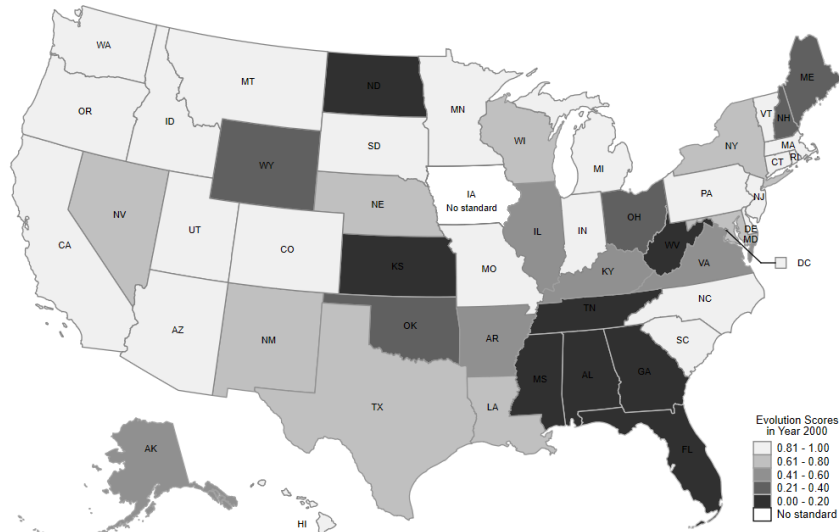 WA
MT
ND
MN
ME
VT
NH
OR
ID
SD
WI
NY
MA
WY
MI
CT
RI
IA
No standard
PA
NJ
NE
NV
OH
DE
MD
IL
IN
UT
CO
WV
CA
KS
MO
VA
DC
KY
NC
TN
AZ
NM
OK
AR
SC
MS
AL
GA
TX
LA
AK
FL
HI
Evolution Scores
in Year 2000
0.81 - 1.00
0.61 - 0.80
0.41 - 0.60
0.21 - 0.40
0.00 - 0.20
No standard